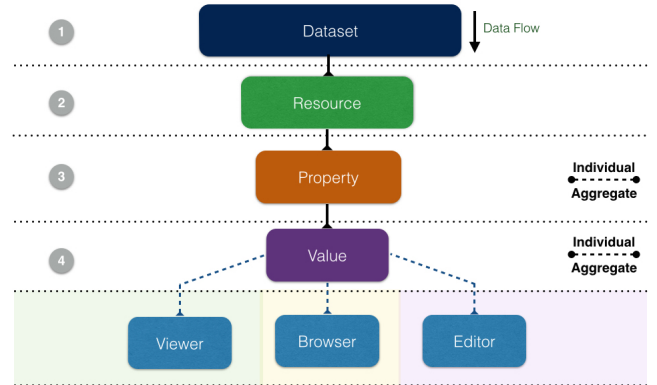 1
Dataset
Data Flow
2
Resource
3
Property
Individual
Aggregate
4
Value
Individual
Aggregate
Viewer
Browser
Editor